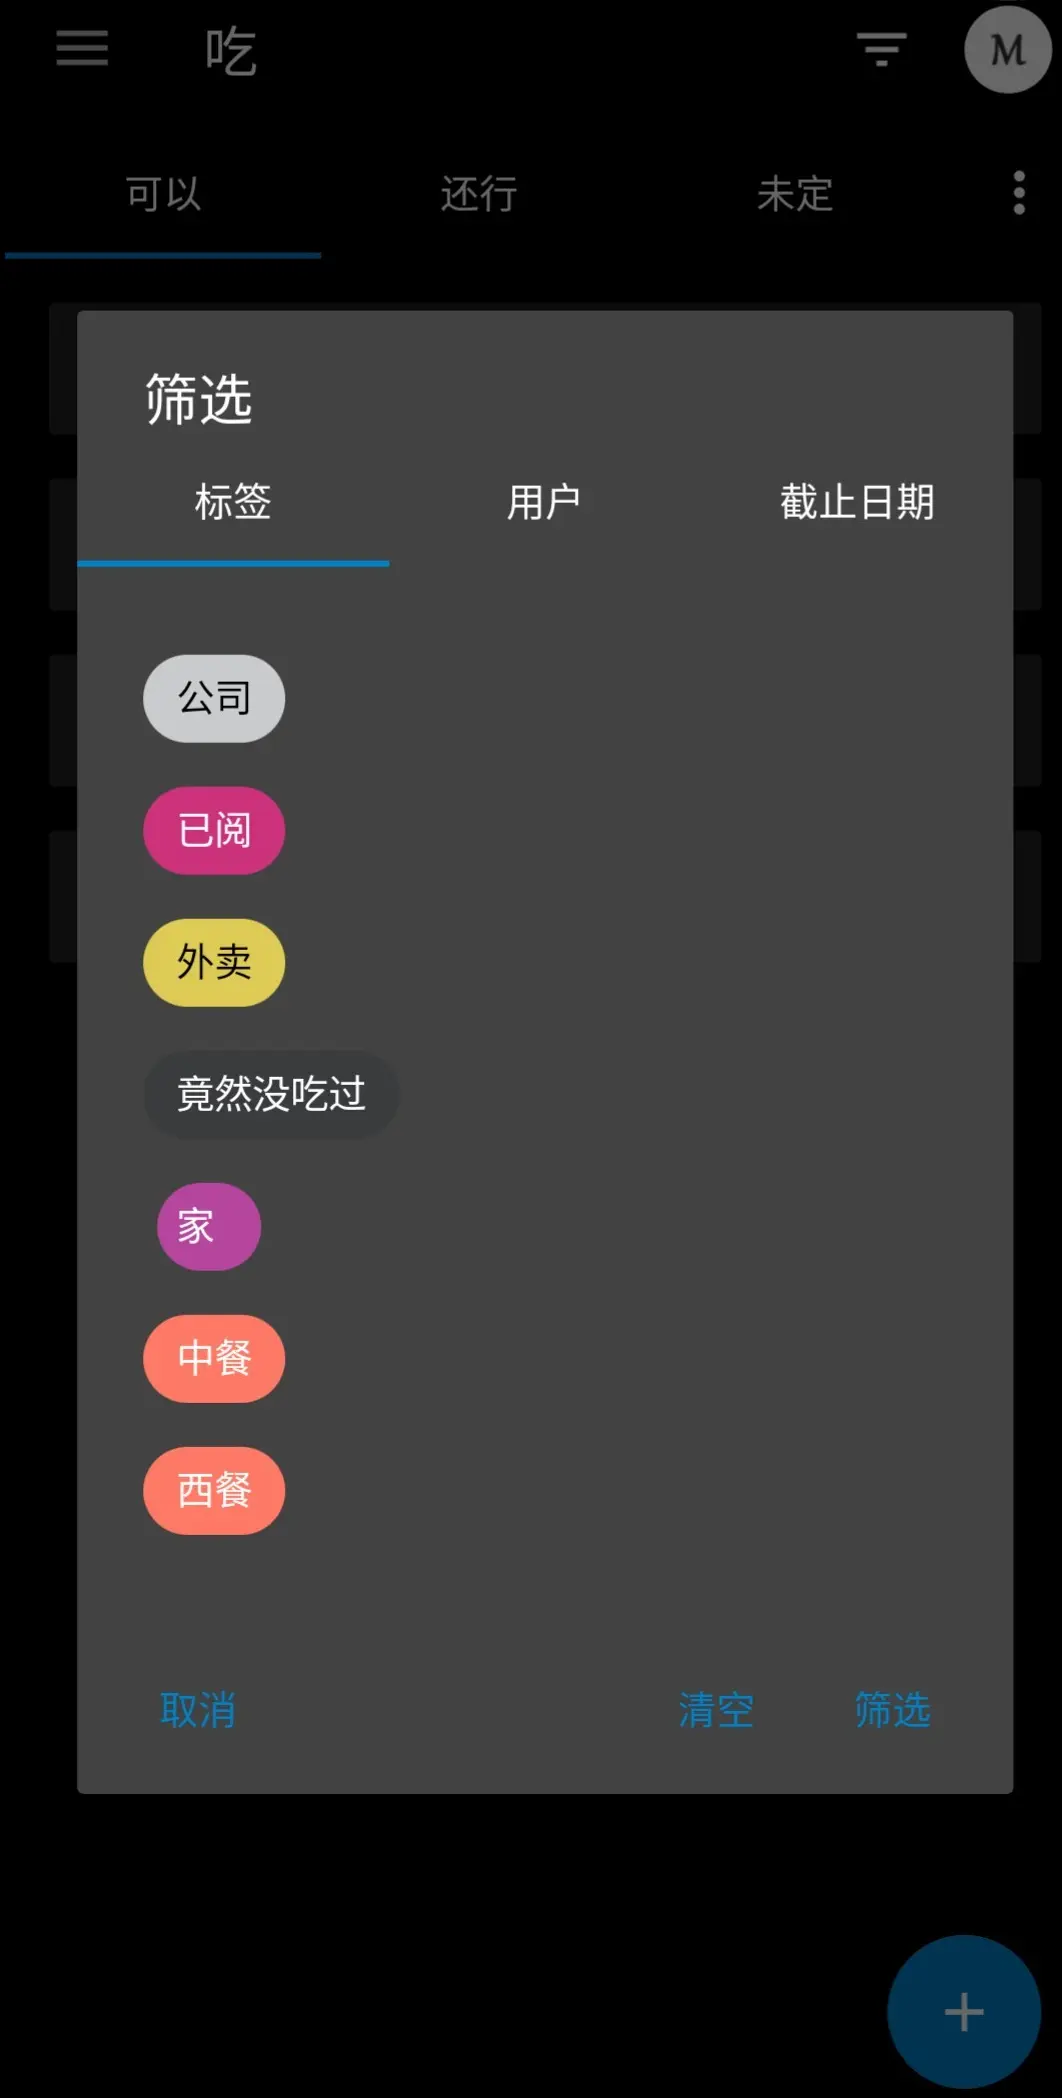 吃
M
可以 还行 未定
筛选
标签 用户 截止日期
公司
已阅
外卖
竟然没吃过
家
中餐
西餐
取消 清空 筛选